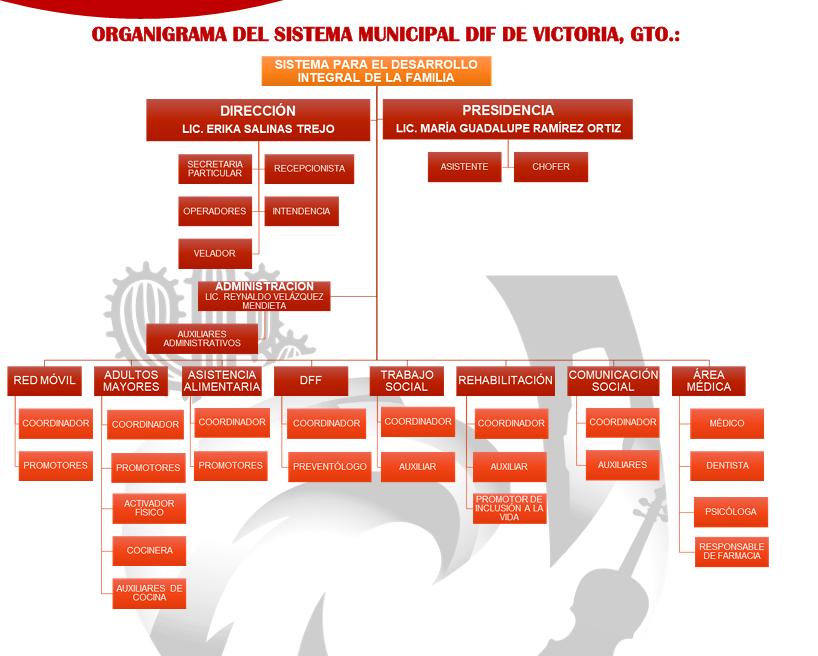 ORGANIGRAMA DEL SISTEMA MUNICIPAL DIF DE VICTORIA, GTO.:
SISTEMA PARA EL DESARROLLO
INTEGRAL DE LA FAMILIA
DIRECCIÓN
LIC. ERIKA SALINAS TREJO
PRESIDENCIA
LIC. MARÍA GUADALUPE RAMÍREZ ORTIZ
SECRETARIA
PARTICULAR
RECEPCIONISTA
ASISTENTE
CHOFER
OPERADORES
INTENDENCIA
VELADOR
ADMINISTRACION
LIC. REYNALDO VELÁZQUEZ
MENDIETA
AUXILIARES
ADMINISTRATIVOS
RED MÓVIL
COORDINADOR
PROMOTORES
ADULTOS
MAYORES
COORDINADOR
PROMOTORES
ACTIVADOR
FÍSICO
COCINERA
AUXILIARES DE
COCINA
ASISTENCIA
ALIMENTARIA
COORDINADOR
PROMOTORES
DFF
COORDINADOR
PREVENTÓLOGO
TRABAJO
SOCIAL
COORDINADOR
AUXILIAR
REHABILITACIÓN
COORDINADOR
AUXILIAR
PROMOTOR DE
INCLUSIÓN A LA
VIDA
COMUNICACIÓN
SOCIAL
COORDINADOR
AUXILIARES
ÁREA
MÉDICA
MÉDICO
DENTISTA
PSICÓLOGA
RESPONSABLE
DE FARMACIA